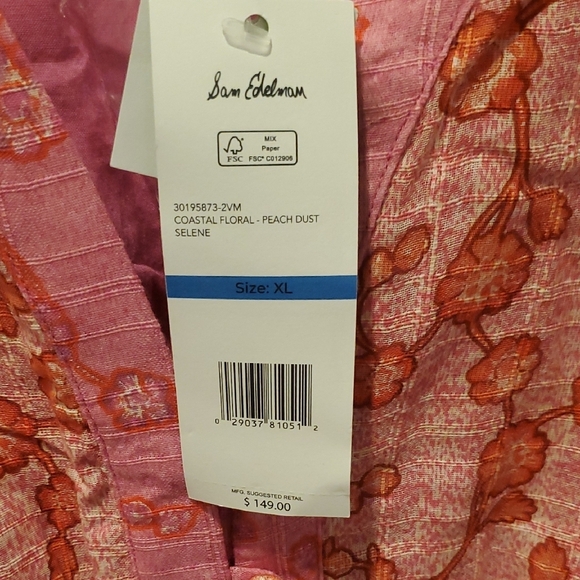 Sam Edelman
MIX
Paper
FSC
FSC® C012908
30195873-2VM
COASTAL FLORAL - PEACH DUST
SELENE
Size: XL
0 29037 81051 2
MFG. SUGGESTED RETAIL
$ 149.00